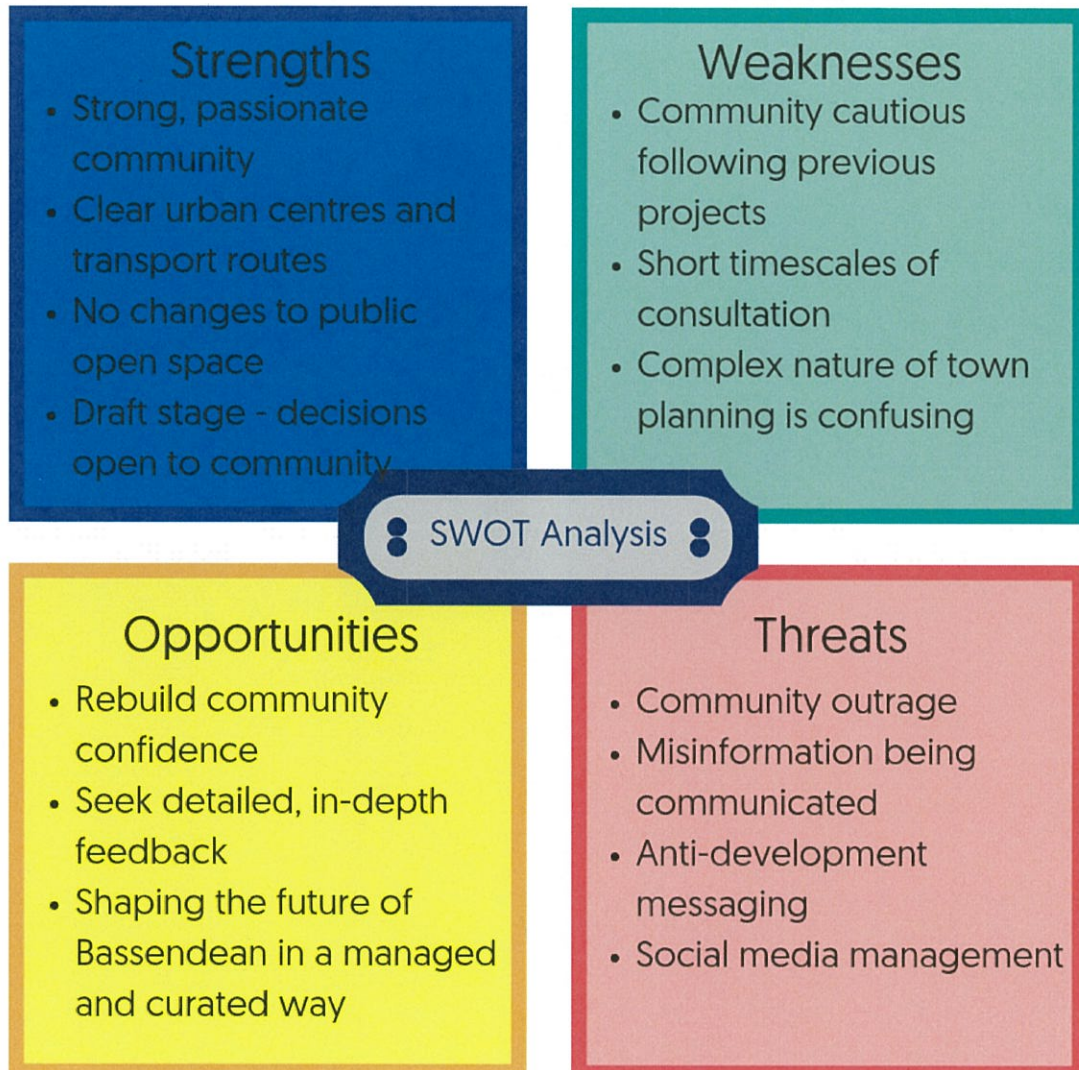 Strengths
• Strong, passionate
community
• Clear urban centres and
transport routes
• No changes to public
open space
• Draft stage - decisions
open to community
Weaknesses
• Community cautious
following previous
projects
• Short timescales of
consultation
• Complex nature of town
planning is confusing
SWOT Analysis
Opportunities
• Rebuild community
confidence
• Seek detailed, in-depth
feedback
• Shaping the future of
Bassendean in a managed
and curated way
Threats
• Community outrage
• Misinformation being
communicated
• Anti-development
messaging
• Social media management